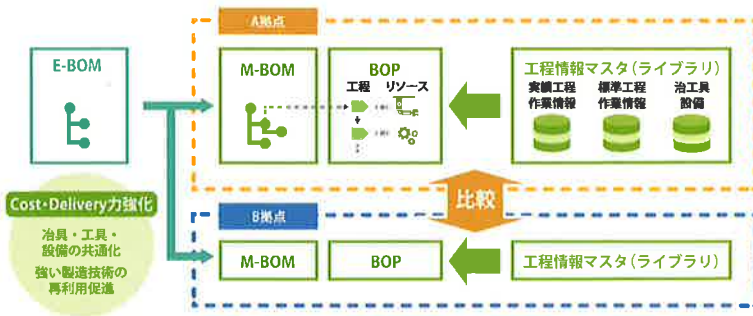 A拠点
E-BOM
M-BOM
BOP
工程 リソース
工程情報マスタ(ライブラリ)
実績工程 作業情報
標準工程 作業情報
治工具 設備
比較
Cost・Delivery力強化
冶具・工具・
設備の共通化
強い製造技術の
再利用促進
B拠点
M-BOM
BOP
工程情報マスタ(ライブラリ)